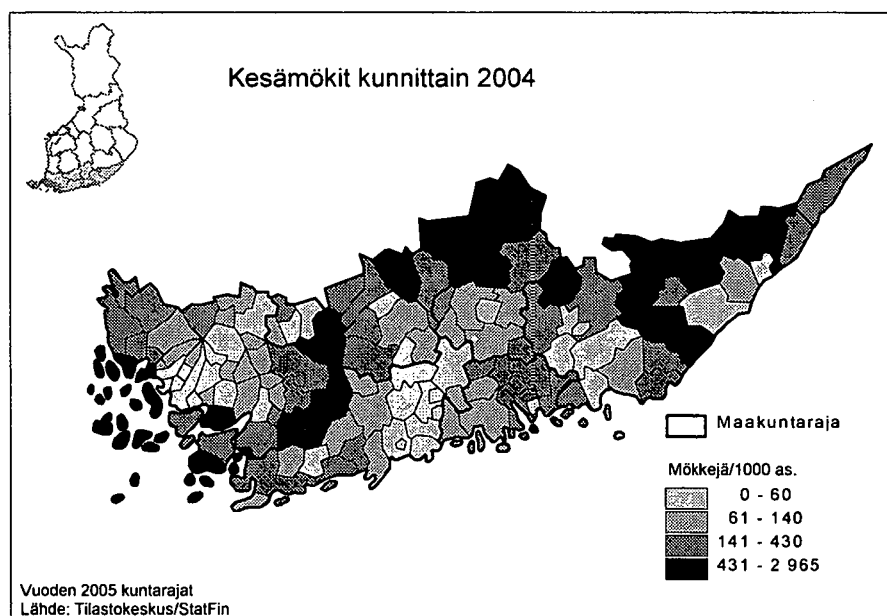 Kesämökit kunnittain 2004
Maakuntaraja
Mökkejä/1000 as.
0 - 60
61 - 140
141 - 430
431 - 2 965
Vuoden 2005 kuntarajat
Lähde: Tilastokeskus/StatFin